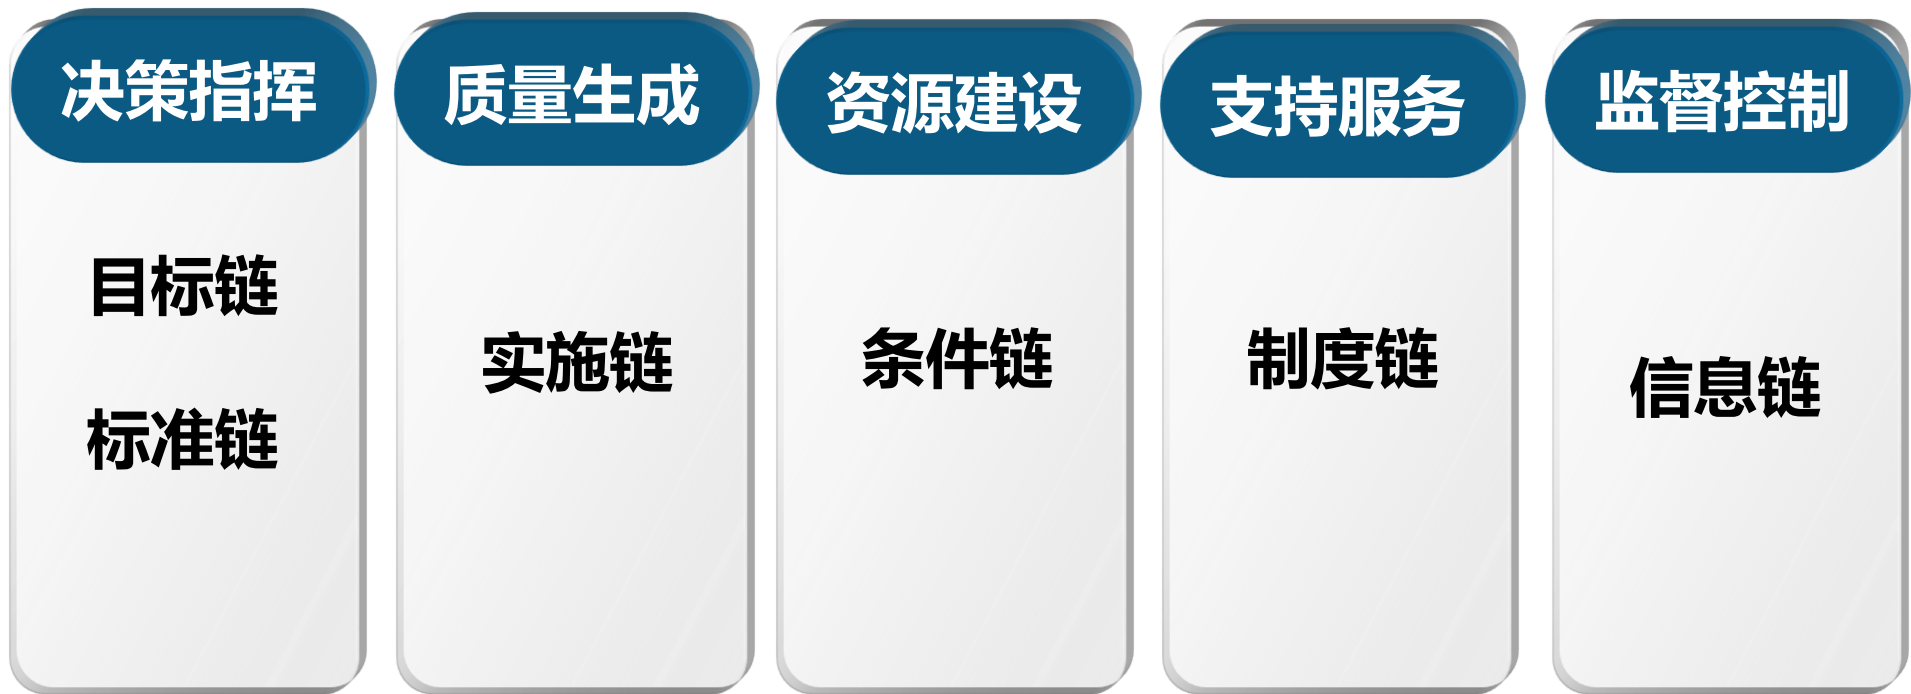 决策指挥
目标链
标准链
质量生成
实施链
资源建设
条件链
支持服务
制度链
监督控制
信息链